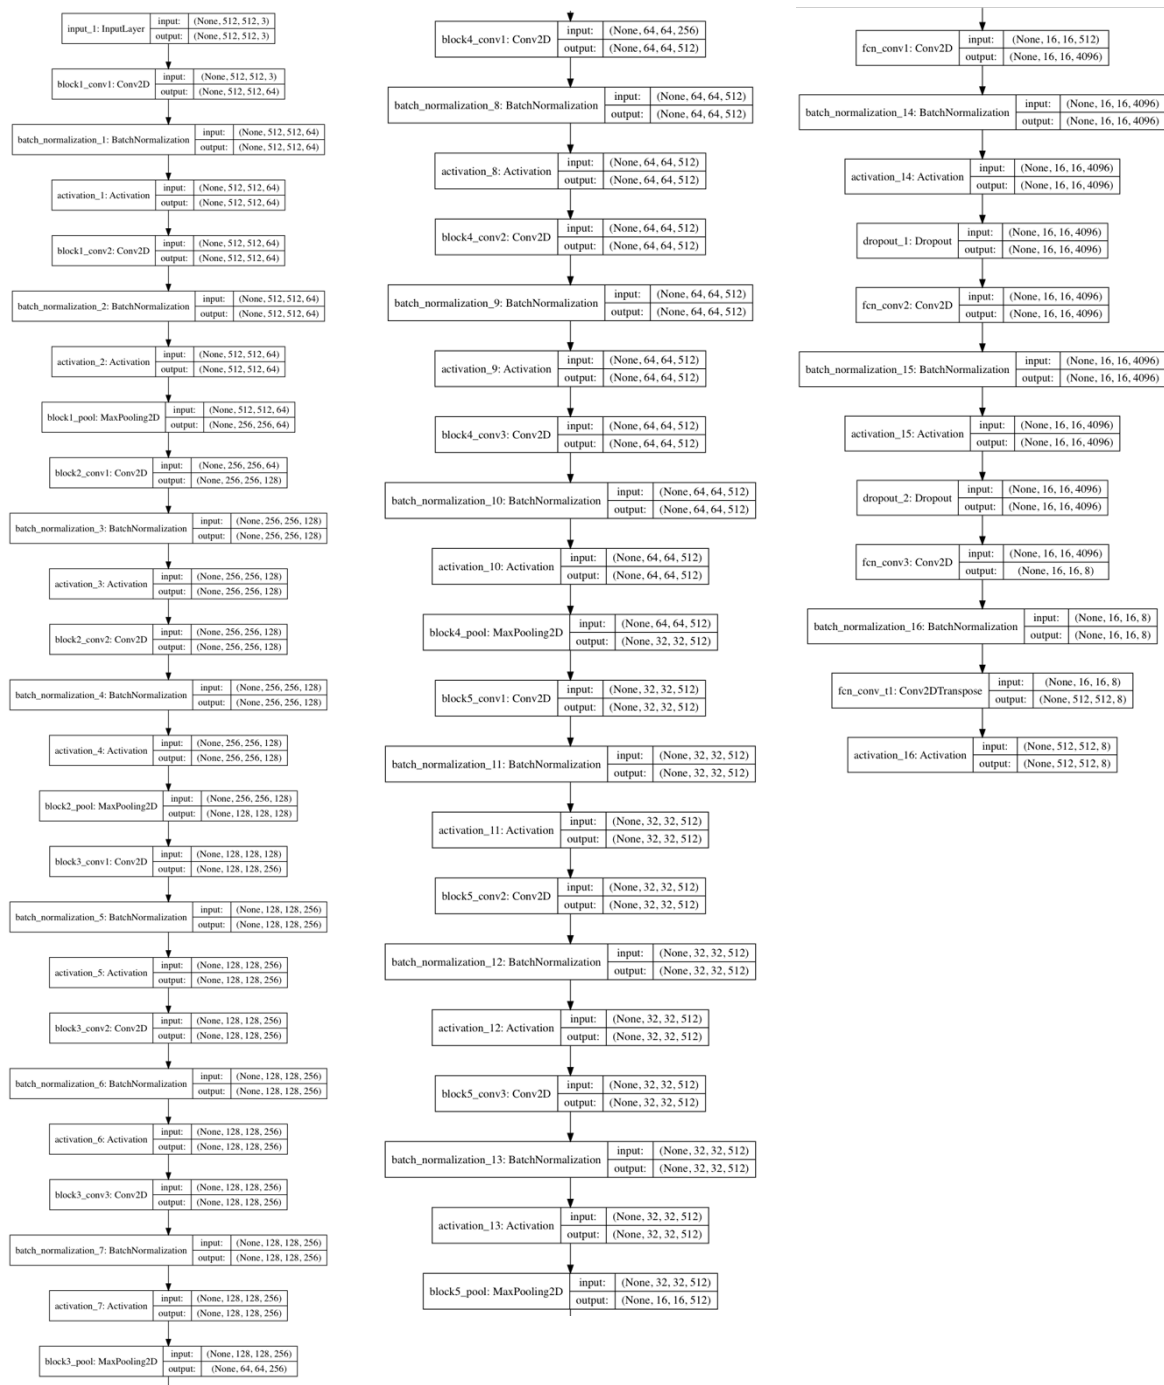 input_1: InputLayer
input: (None, 512, 512, 3)
output: (None, 512, 512, 3)
block1_conv1: Conv2D
input: (None, 512, 512, 3)
output: (None, 512, 512, 64)
batch_normalization_1: BatchNormalization
input: (None, 512, 512, 64)
output: (None, 512, 512, 64)
activation_1: Activation
input: (None, 512, 512, 64)
output: (None, 512, 512, 64)
block1_conv2: Conv2D
input: (None, 512, 512, 64)
output: (None, 512, 512, 64)
batch_normalization_2: BatchNormalization
input: (None, 512, 512, 64)
output: (None, 512, 512, 64)
activation_2: Activation
input: (None, 512, 512, 64)
output: (None, 512, 512, 64)
block1_pool: MaxPooling2D
input: (None, 512, 512, 64)
output: (None, 256, 256, 64)
block2_conv1: Conv2D
input: (None, 256, 256, 64)
output: (None, 256, 256, 128)
batch_normalization_3: BatchNormalization
input: (None, 256, 256, 128)
output: (None, 256, 256, 128)
activation_3: Activation
input: (None, 256, 256, 128)
output: (None, 256, 256, 128)
block2_conv2: Conv2D
input: (None, 256, 256, 128)
output: (None, 256, 256, 128)
batch_normalization_4: BatchNormalization
input: (None, 256, 256, 128)
output: (None, 256, 256, 128)
activation_4: Activation
input: (None, 256, 256, 128)
output: (None, 256, 256, 128)
block2_pool: MaxPooling2D
input: (None, 256, 256, 128)
output: (None, 128, 128, 128)
block3_conv1: Conv2D
input: (None, 128, 128, 128)
output: (None, 128, 128, 256)
batch_normalization_5: BatchNormalization
input: (None, 128, 128, 256)
output: (None, 128, 128, 256)
activation_5: Activation
input: (None, 128, 128, 256)
output: (None, 128, 128, 256)
block3_conv2: Conv2D
input: (None, 128, 128, 256)
output: (None, 128, 128, 256)
batch_normalization_6: BatchNormalization
input: (None, 128, 128, 256)
output: (None, 128, 128, 256)
activation_6: Activation
input: (None, 128, 128, 256)
output: (None, 128, 128, 256)
block3_conv3: Conv2D
input: (None, 128, 128, 256)
output: (None, 128, 128, 256)
batch_normalization_7: BatchNormalization
input: (None, 128, 128, 256)
output: (None, 128, 128, 256)
activation_7: Activation
input: (None, 128, 128, 256)
output: (None, 128, 128, 256)
block3_pool: MaxPooling2D
input: (None, 128, 128, 256)
output: (None, 64, 64, 256)
block4_conv1: Conv2D
input: (None, 64, 64, 256)
output: (None, 64, 64, 512)
batch_normalization_8: BatchNormalization
input: (None, 64, 64, 512)
output: (None, 64, 64, 512)
activation_8: Activation
input: (None, 64, 64, 512)
output: (None, 64, 64, 512)
block4_conv2: Conv2D
input: (None, 64, 64, 512)
output: (None, 64, 64, 512)
batch_normalization_9: BatchNormalization
input: (None, 64, 64, 512)
output: (None, 64, 64, 512)
activation_9: Activation
input: (None, 64, 64, 512)
output: (None, 64, 64, 512)
block4_conv3: Conv2D
input: (None, 64, 64, 512)
output: (None, 64, 64, 512)
batch_normalization_10: BatchNormalization
input: (None, 64, 64, 512)
output: (None, 64, 64, 512)
activation_10: Activation
input: (None, 64, 64, 512)
output: (None, 64, 64, 512)
block4_pool: MaxPooling2D
input: (None, 64, 64, 512)
output: (None, 32, 32, 512)
block5_conv1: Conv2D
input: (None, 32, 32, 512)
output: (None, 32, 32, 512)
batch_normalization_11: BatchNormalization
input: (None, 32, 32, 512)
output: (None, 32, 32, 512)
activation_11: Activation
input: (None, 32, 32, 512)
output: (None, 32, 32, 512)
block5_conv2: Conv2D
input: (None, 32, 32, 512)
output: (None, 32, 32, 512)
batch_normalization_12: BatchNormalization
input: (None, 32, 32, 512)
output: (None, 32, 32, 512)
activation_12: Activation
input: (None, 32, 32, 512)
output: (None, 32, 32, 512)
block5_conv3: Conv2D
input: (None, 32, 32, 512)
output: (None, 32, 32, 512)
batch_normalization_13: BatchNormalization
input: (None, 32, 32, 512)
output: (None, 32, 32, 512)
activation_13: Activation
input: (None, 32, 32, 512)
output: (None, 32, 32, 512)
block5_pool: MaxPooling2D
input: (None, 32, 32, 512)
output: (None, 16, 16, 512)
fcn_conv1: Conv2D
input: (None, 16, 16, 512)
output: (None, 16, 16, 4096)
batch_normalization_14: BatchNormalization
input: (None, 16, 16, 4096)
output: (None, 16, 16, 4096)
activation_14: Activation
input: (None, 16, 16, 4096)
output: (None, 16, 16, 4096)
dropout_1: Dropout
input: (None, 16, 16, 4096)
output: (None, 16, 16, 4096)
fcn_conv2: Conv2D
input: (None, 16, 16, 4096)
output: (None, 16, 16, 4096)
batch_normalization_15: BatchNormalization
input: (None, 16, 16, 4096)
output: (None, 16, 16, 4096)
activation_15: Activation
input: (None, 16, 16, 4096)
output: (None, 16, 16, 4096)
dropout_2: Dropout
input: (None, 16, 16, 4096)
output: (None, 16, 16, 4096)
fcn_conv3: Conv2D
input: (None, 16, 16, 4096)
output: (None, 16, 16, 8)
batch_normalization_16: BatchNormalization
input: (None, 16, 16, 8)
output: (None, 16, 16, 8)
fcn_conv_t1: Conv2DTranspose
input: (None, 16, 16, 8)
output: (None, 512, 512, 8)
activation_16: Activation
input: (None, 512, 512, 8)
output: (None, 512, 512, 8)